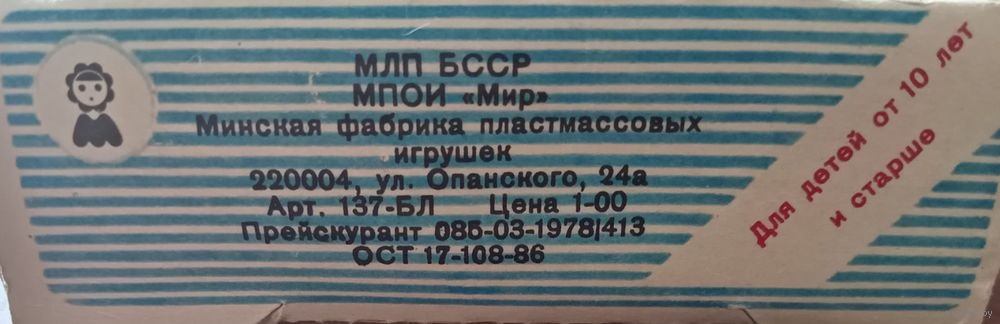 МЛП БССР
МПОИ «Мир»
Минская фабрика пластмассовых
игрушек
220004, ул. Опанского, 24а
Арт. 137-БЛ Цена 1-00
Прейскурант 086-03-1978/413
ОСТ 17-108-86
Для детей от 10 лет
и старше